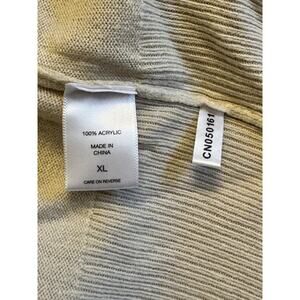 100% ACRYLIC
MADE IN
CHINA
XL
CARE ON REVERSE
CN050161